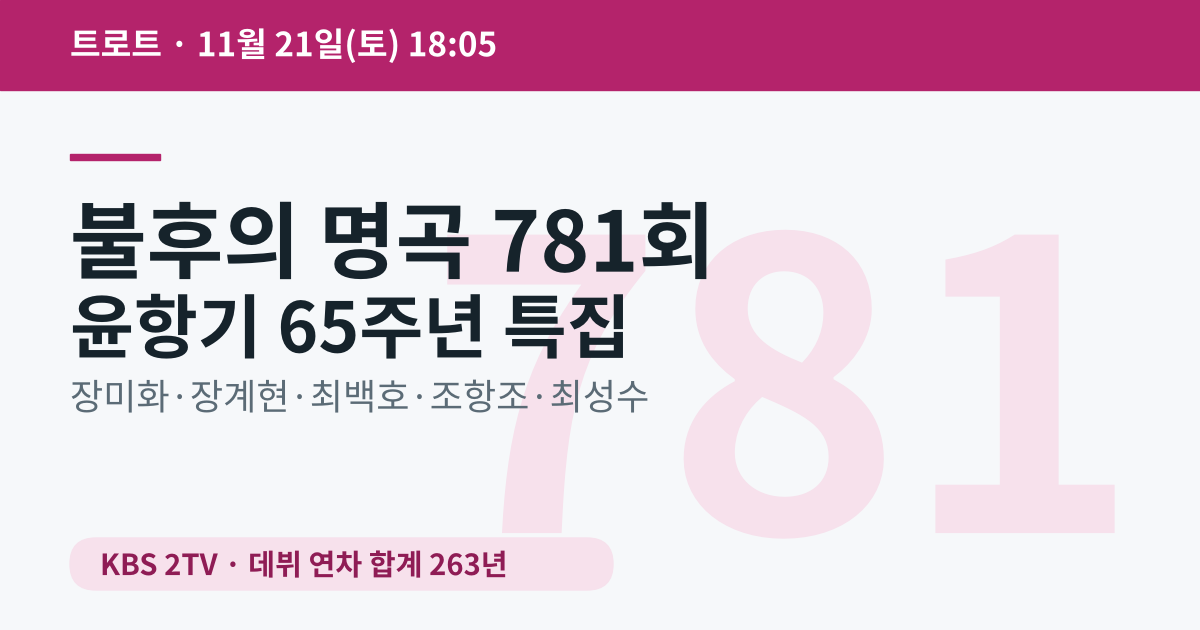 트로트 · 11월 21일(토) 18:05
불후의 명곡 781회
윤항기 65주년 특집
장미화·장계현·최백호·조항조·최성수
781
KBS 2TV · 데뷔 연차 합계 263년